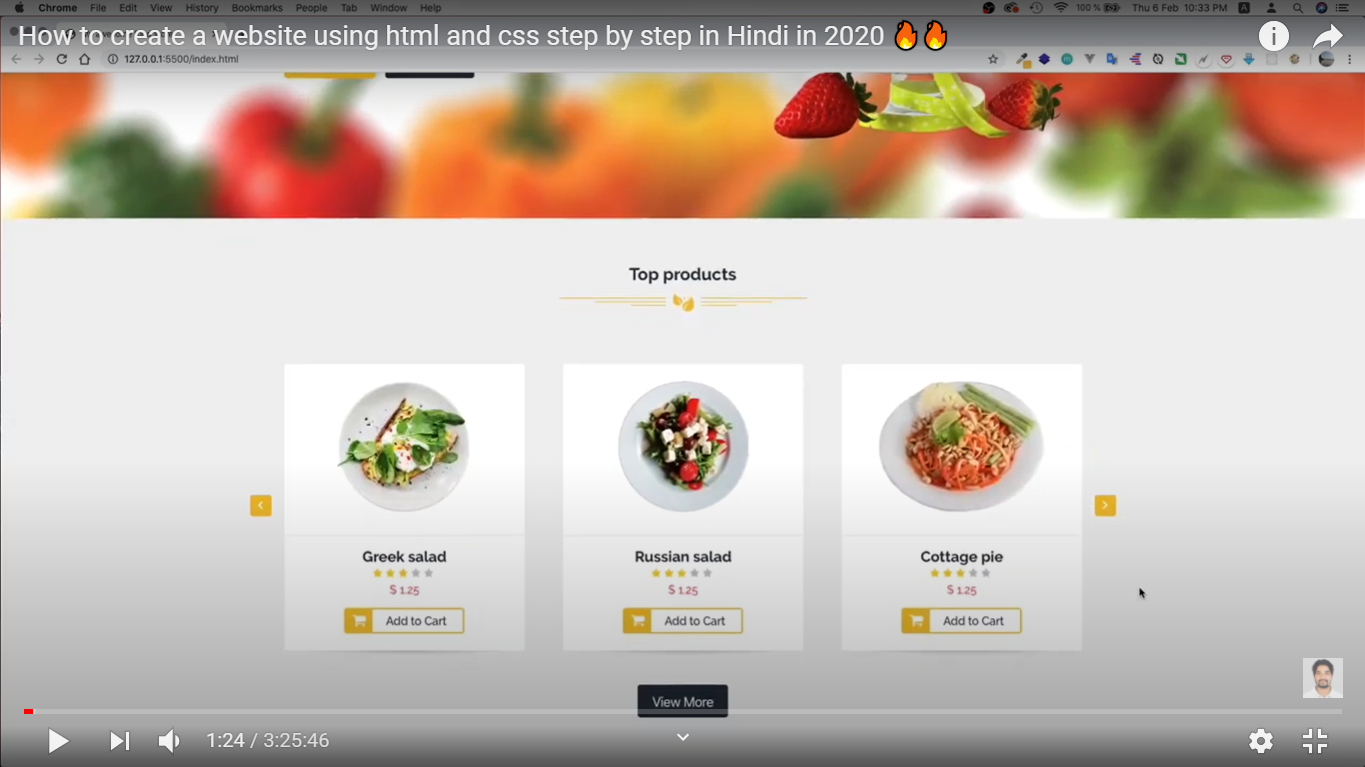 Chrome File Edit View History Bookmarks People Tab Window Help 100 % Thu 6 Feb 10:33 PM
How to create a website using html and css step by step in Hindi in 2020 🔥🔥
127.0.0.1:5500/index.html
Top products
Greek salad Russian salad Cottage pie
$ 1.25 $ 1.25 $ 1.25
Add to Cart Add to Cart Add to Cart
View More
1:24 / 3:25:46